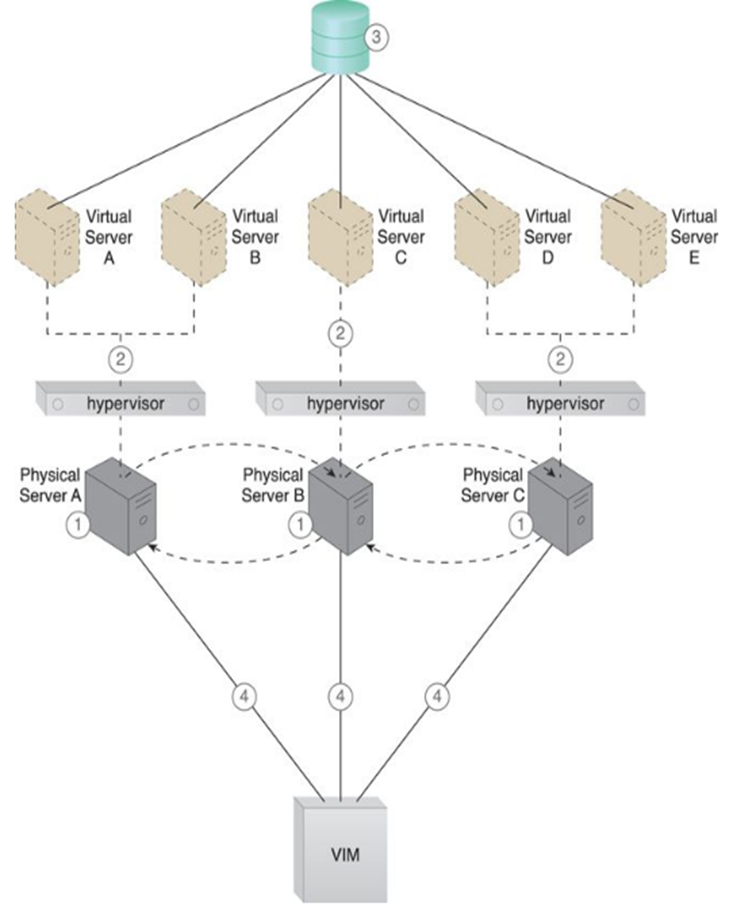 3
Virtual
Server
A
Virtual
Server
B
Virtual
Server
C
Virtual
Server
D
Virtual
Server
E
2
2
2
hypervisor
hypervisor
hypervisor
Physical
Server A
1
Physical
Server B
1
Physical
Server C
1
4
4
4
VIM